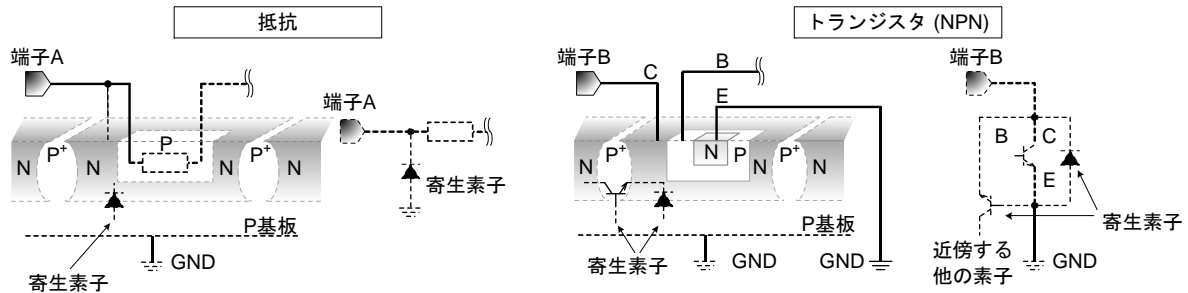 抵抗
端子A
P
N
P+
N
N
P+
N
P基板
寄生素子
GND
端子A
寄生素子
トランジスタ (NPN)
端子B
C
B
E
N
P+
N
N
P
P+
N
P基板
寄生素子
GND
GND
端子B
B
C
E
寄生素子
近傍する
他の素子
GND